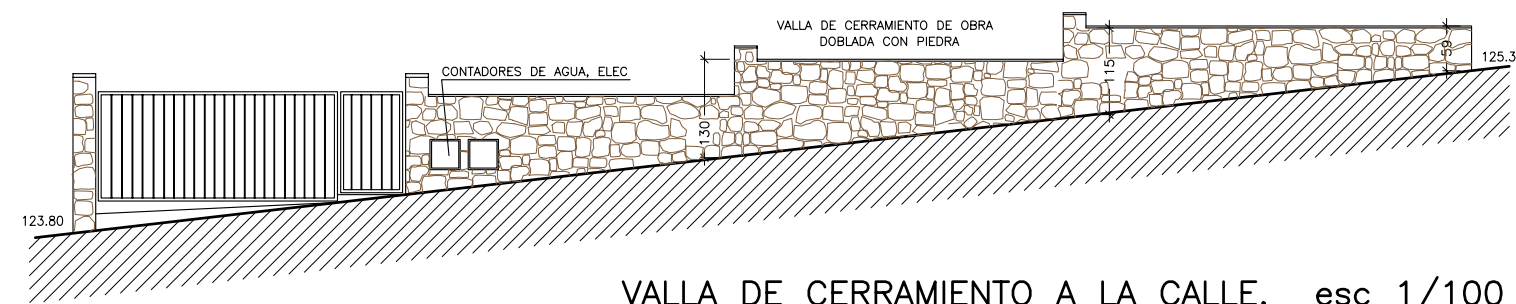 VALLA DE CERRAMIENTO DE OBRA
DOBLADA CON PIEDRA
CONTADORES DE AGUA, ELEC
59
115
130
125.3
123.80
VALLA DE CERRAMIENTO A LA CALLE. esc 1/100